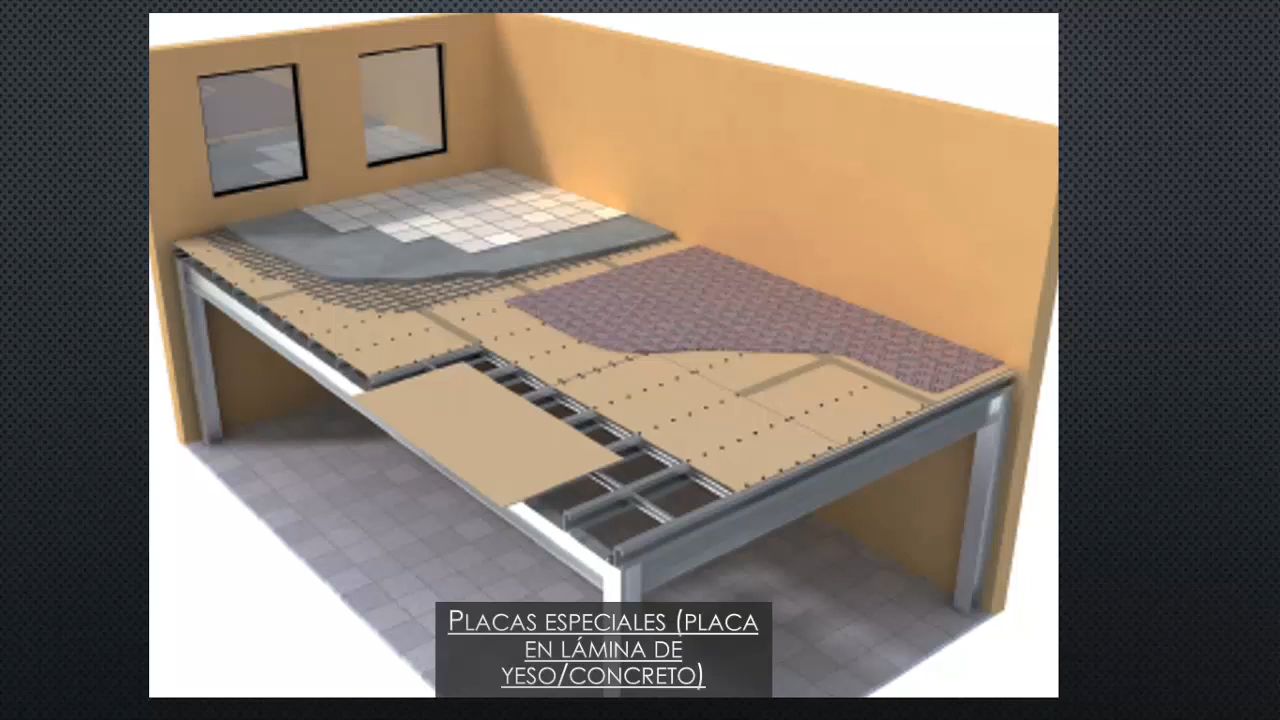 PLACAS ESPECIALES (PLACA
EN LÁMINA DE
YESO/CONCRETO)